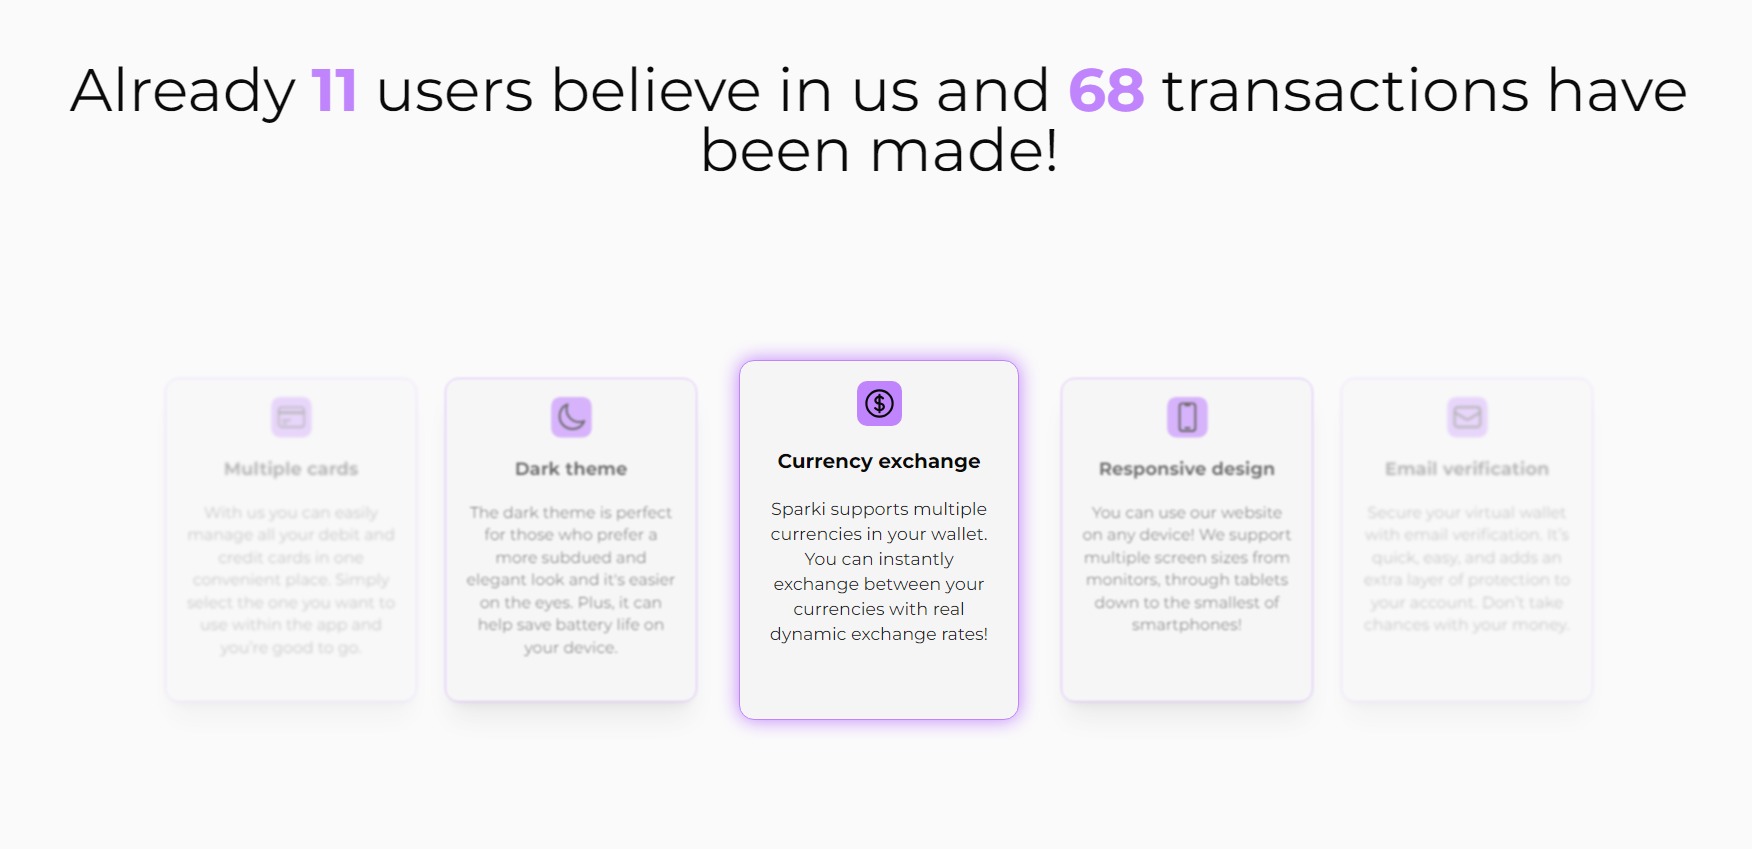 Already 11 users believe in us and 68 transactions have
been made!
Multiple cards
With us you can easily
manage all your debit and
credit cards in one
convenient place. Simply
select the one you want to
use within the app and
you're good to go.
Dark theme
The dark theme is perfect
for those who prefer a
more subdued and
elegant look and it's easier
on the eyes. Plus, it can
help save battery life on
your device.
Currency exchange
Sparki supports multiple
currencies in your wallet.
You can instantly
exchange between your
currencies with real
dynamic exchange rates!
Responsive design
You can use our website
on any device! We support
multiple screen sizes from
monitors, through tablets
down to the smallest of
smartphones!
Email verification
Secure your virtual wallet
with email verification. It's
quick, easy, and adds an
extra layer of protection to
your account. Don't take
chances with your money.